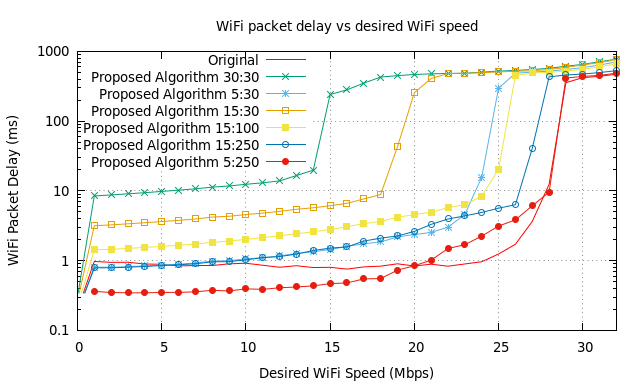 WiFi packet delay vs desired WiFi speed
1000
100
10
1
0.1
WiFi Packet Delay (ms)
Original
Proposed Algorithm 30:30
Proposed Algorithm 5:30
Proposed Algorithm 15:30
Proposed Algorithm 15:100
Proposed Algorithm 15:250
Proposed Algorithm 5:250
0 5 10 15 20 25 30
Desired WiFi Speed (Mbps)